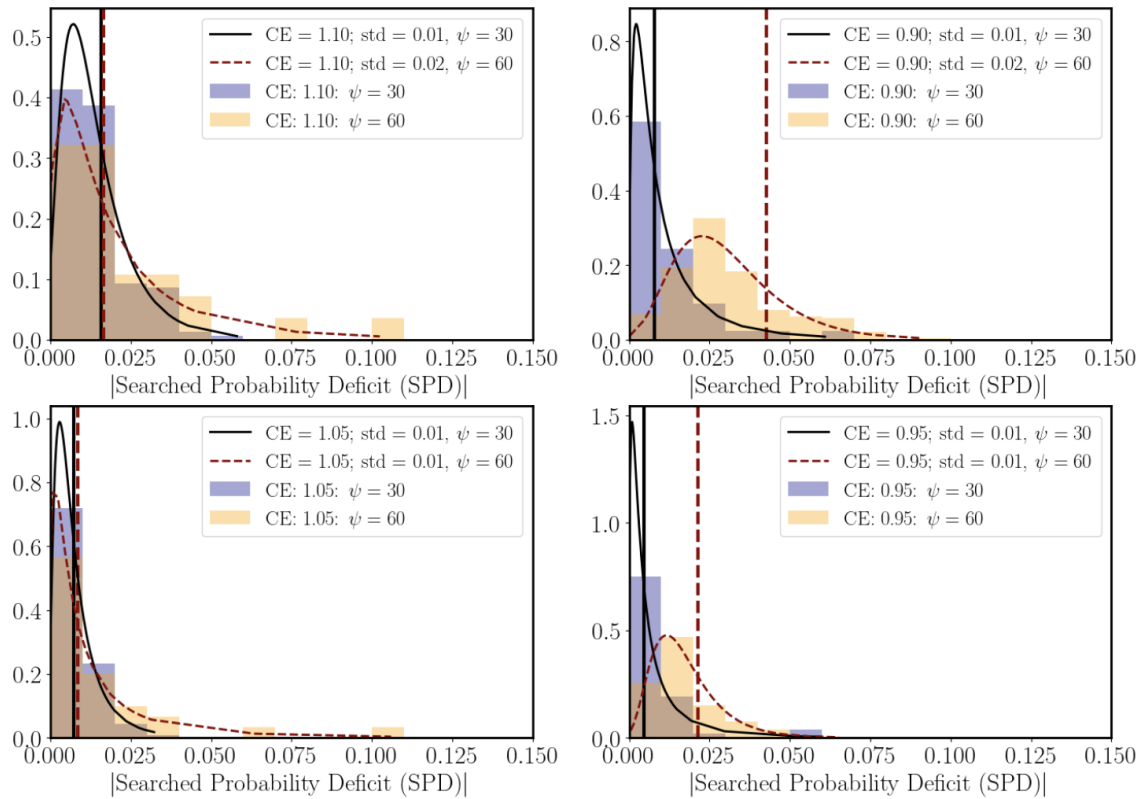 0.5
0.4
0.3
0.2
0.1
0.0
CE = 1.10; std = 0.01, ψ = 30
CE = 1.10; std = 0.02, ψ = 60
CE: 1.10: ψ = 30
CE: 1.10: ψ = 60
0.000 0.025 0.050 0.075 0.100 0.125 0.150
|Searched Probability Deficit (SPD)|
0.8
0.6
0.4
0.2
0.0
CE = 0.90; std = 0.01, ψ = 30
CE = 0.90; std = 0.02, ψ = 60
CE: 0.90: ψ = 30
CE: 0.90: ψ = 60
0.000 0.025 0.050 0.075 0.100 0.125 0.150
|Searched Probability Deficit (SPD)|
1.0
0.8
0.6
0.4
0.2
0.0
CE = 1.05; std = 0.01, ψ = 30
CE = 1.05; std = 0.01, ψ = 60
CE: 1.05: ψ = 30
CE: 1.05: ψ = 60
0.000 0.025 0.050 0.075 0.100 0.125 0.150
|Searched Probability Deficit (SPD)|
1.5
1.0
0.5
0.0
CE = 0.95; std = 0.01, ψ = 30
CE = 0.95; std = 0.01, ψ = 60
CE: 0.95: ψ = 30
CE: 0.95: ψ = 60
0.000 0.025 0.050 0.075 0.100 0.125 0.150
|Searched Probability Deficit (SPD)|